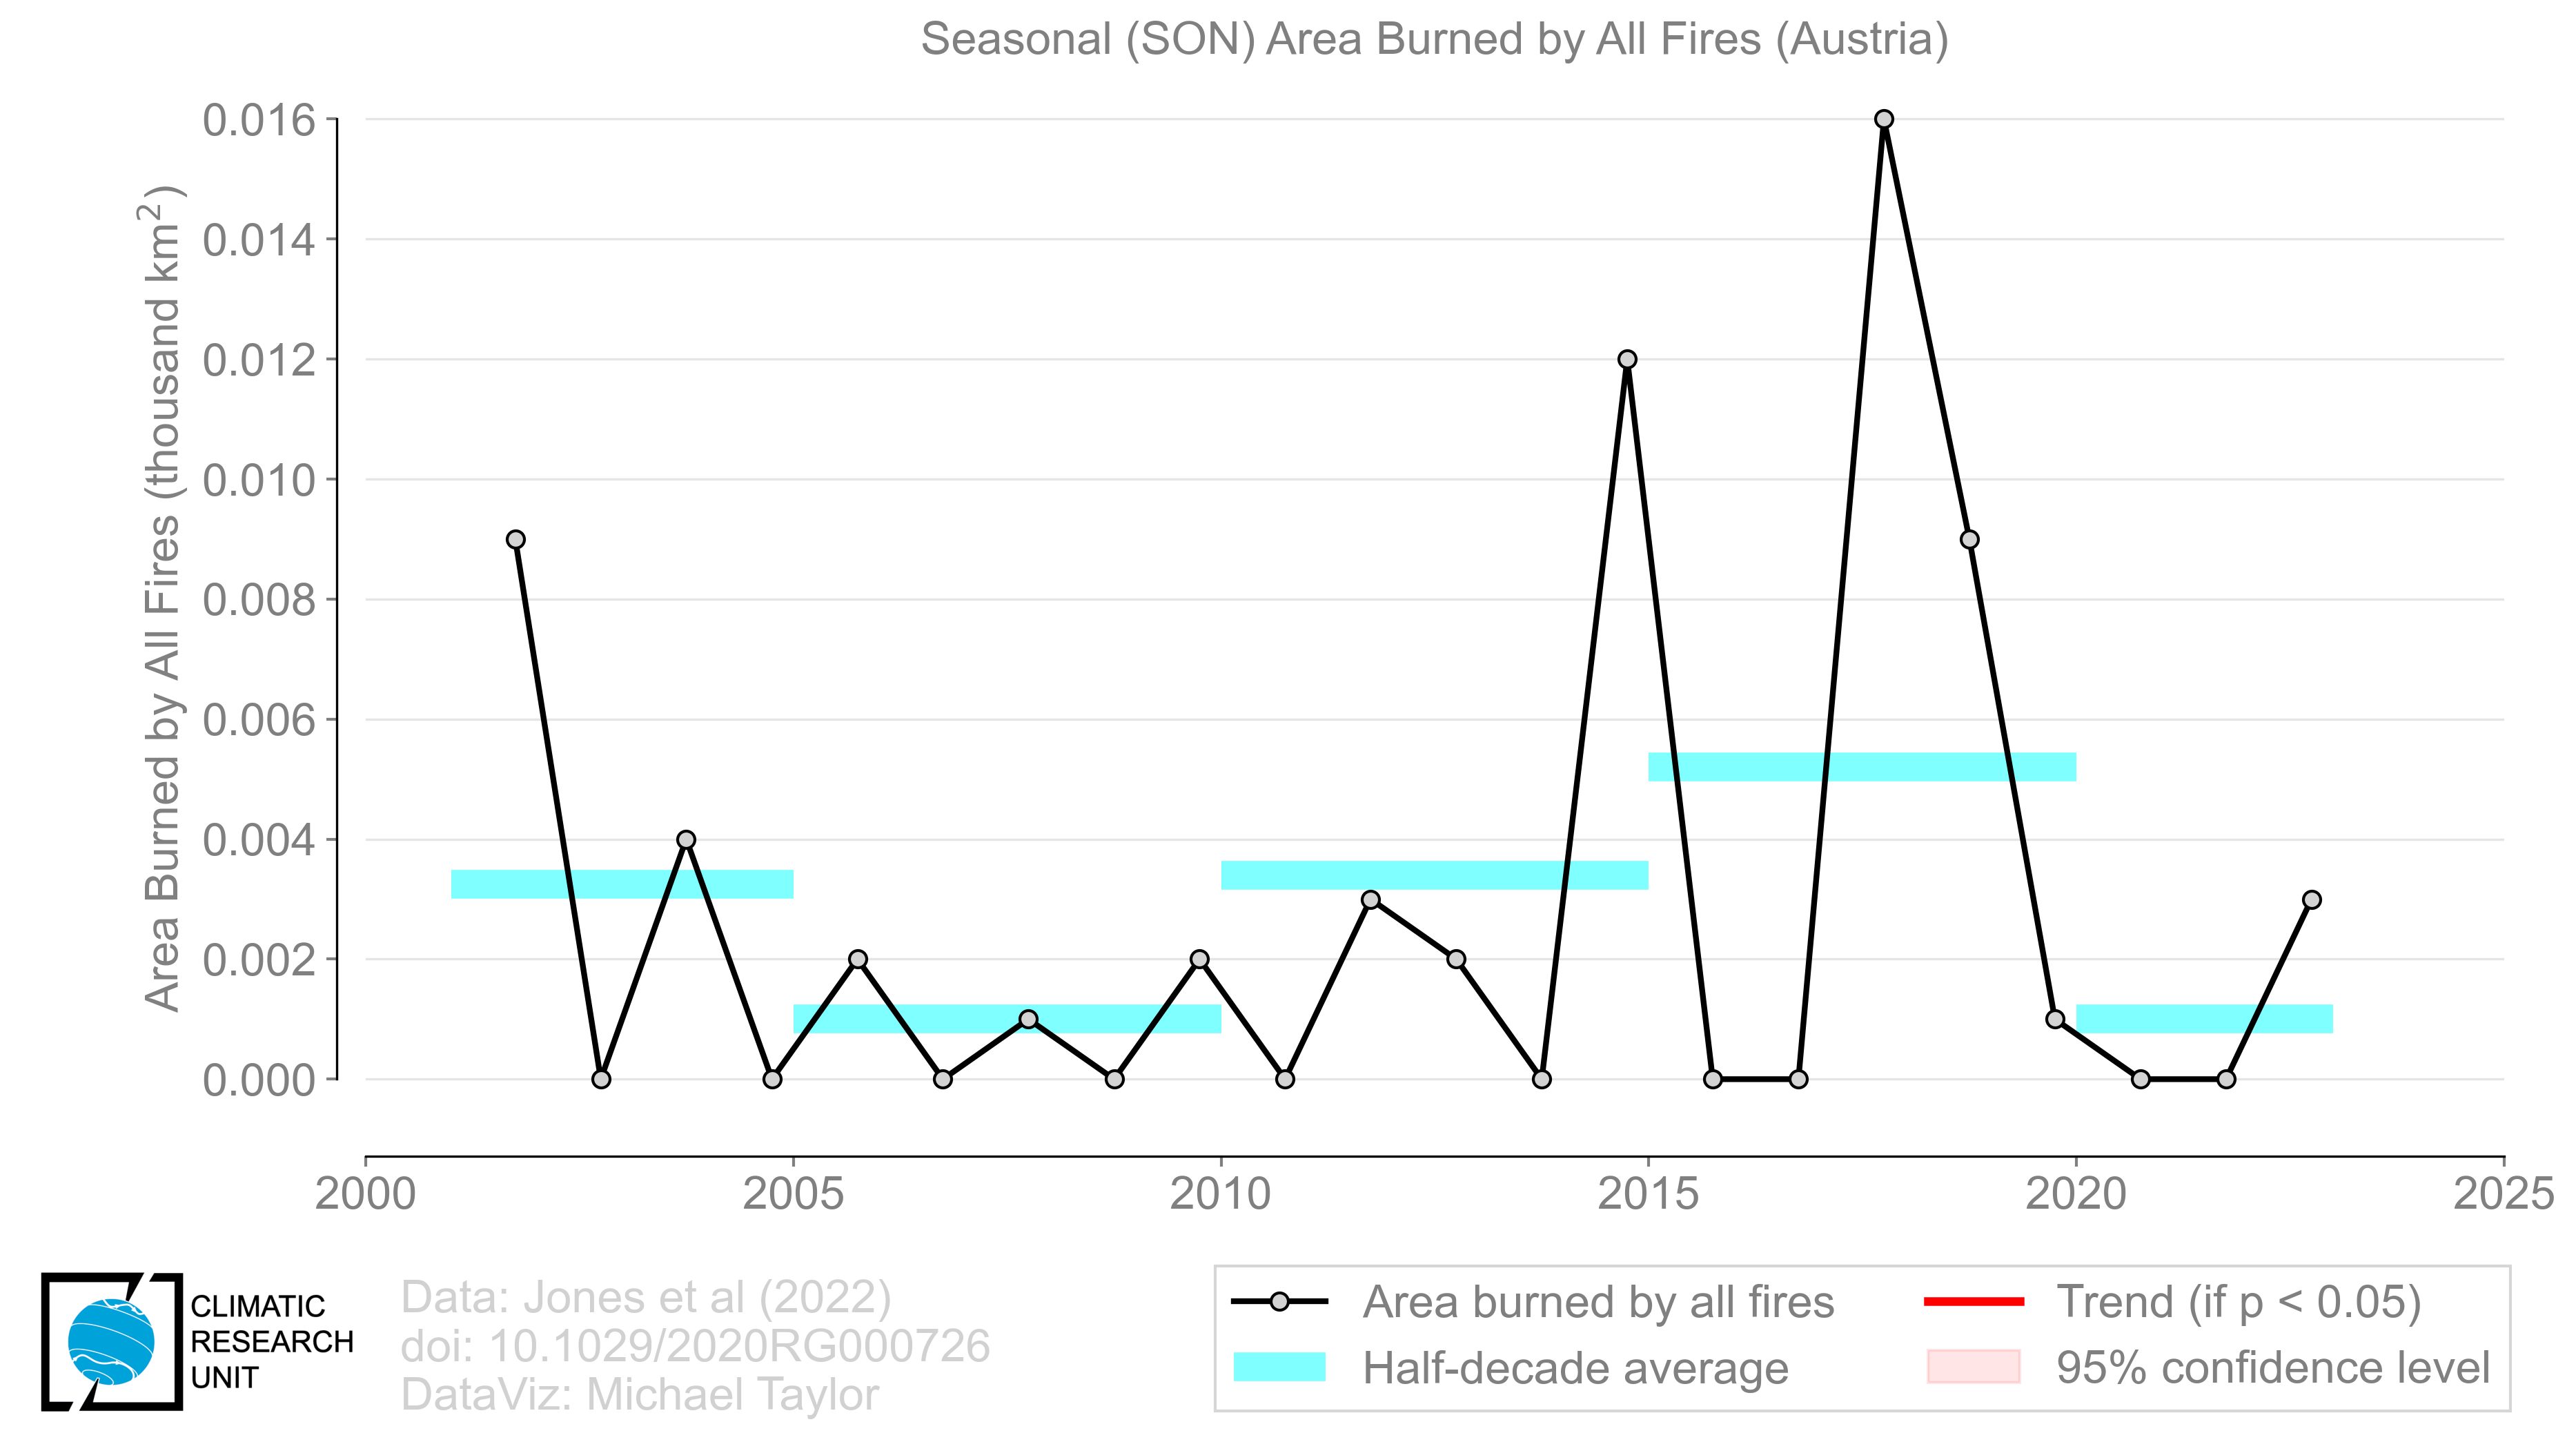 Seasonal (SON) Area Burned by All Fires (Austria)
Area Burned by All Fires (thousand km²)
0.016
0.014
0.012
0.010
0.008
0.006
0.004
0.002
0.000
2000 2005 2010 2015 2020 2025
CLIMATIC
RESEARCH
UNIT
Data: Jones et al (2022)
doi: 10.1029/2020RG000726
DataViz: Michael Taylor
Area burned by all fires
Half-decade average
Trend (if p < 0.05)
95% confidence level